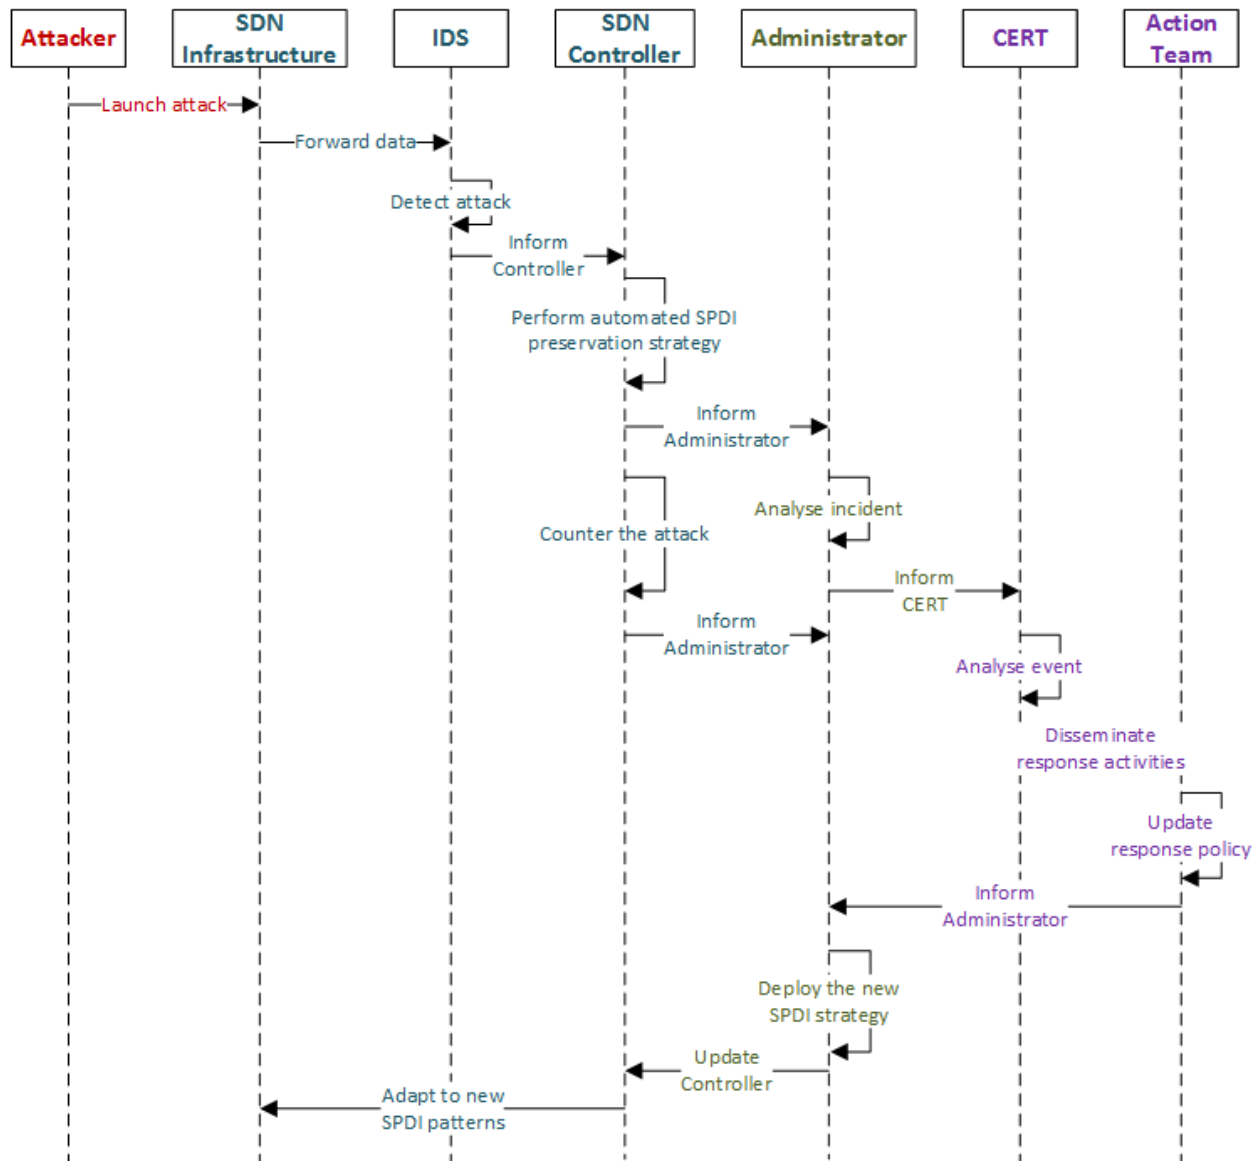 Attacker
SDN
Infrastructure
IDS
SDN
Controller
Administrator
CERT
Action
Team
Launch attack
Forward data
Detect attack
Inform
Controller
Perform automated SPDI
preservation strategy
Inform
Administrator
Analyse incident
Counter the attack
Inform
CERT
Inform
Administrator
Analyse event
Disseminate
response activities
Update
response policy
Inform
Administrator
Deploy the new
SPDI strategy
Update
Controller
Adapt to new
SPDI patterns